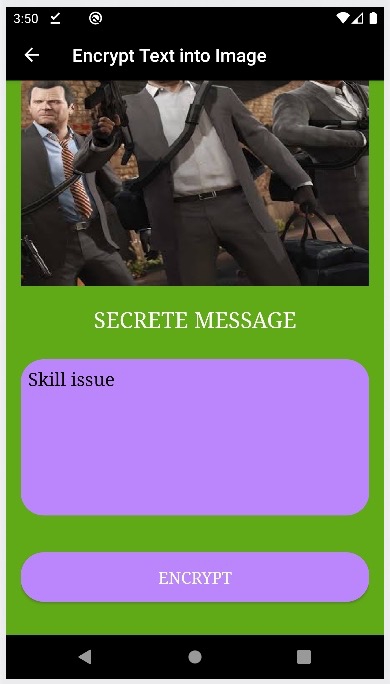 3:50
Encrypt Text into Image
SECRETE MESSAGE
Skill issue
ENCRYPT